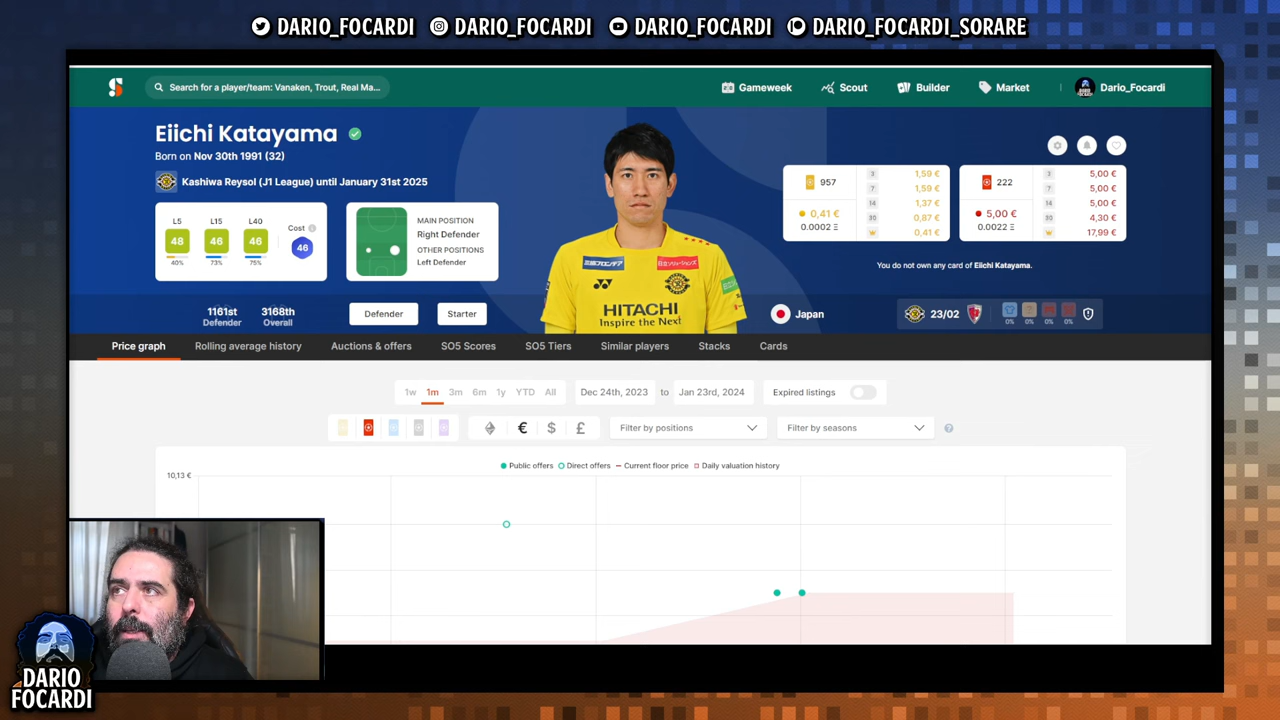 DARIO_FOCARDI DARIO_FOCARDI DARIO_FOCARDI DARIO_FOCARDI_SORARE
Search for a player/team: Vanaken, Trout, Real Ma...
Gameweek Scout Builder Market Dario_Focardi
Eiichi Katayama
Born on Nov 30th 1991 (32)
Kashiwa Reysol (J1 League) until January 31st 2025
L5 L15 L40 Cost
48 46 46 46
40% 73% 75%
MAIN POSITION
Right Defender
OTHER POSITIONS
Left Defender
957
0,41 €
0.0002 Ξ
3 1,59 €
7 1,59 €
14 1,37 €
30 0,87 €
0,41 €
222
5,00 €
0.0022 Ξ
3 5,00 €
7 5,00 €
14 5,00 €
30 4,30 €
17,99 €
You do not own any card of Eiichi Katayama.
HITACHI
Inspire the Next
1161st
Defender
3168th
Overall
Defender
Starter
Japan
23/02
0% 0% 0% 0%
Price graph Rolling average history Auctions & offers SO5 Scores SO5 Tiers Similar players Stacks Cards
1w 1m 3m 6m 1y YTD All
Dec 24th, 2023 to Jan 23rd, 2024
Expired listings
€ $ £
Filter by positions
Filter by seasons
?
Public offers Direct offers Current floor price Daily valuation history
10,13 €
DARIO
FOCARDI